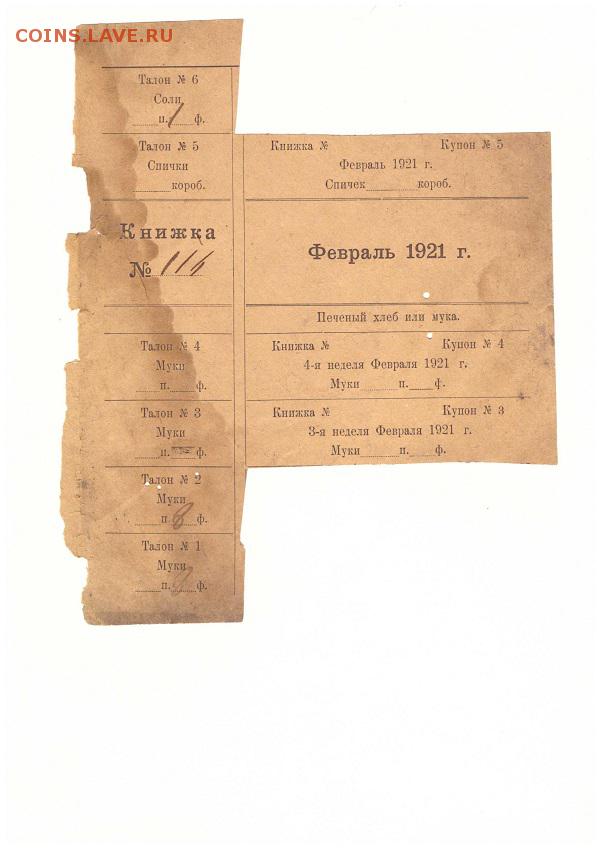 COINS.LAVE.RU
Талон № 6
Соли
п. 1 ф.
Талон № 5
Спички
короб.
Книжка
№ 116
Талон № 4
Муки
п. ф.
Талон № 3
Муки
п. ф.
Талон № 2
Муки
п. 8 ф.
Талон № 1
Муки
п. 8 ф.
Книжка № Купон № 5
Февраль 1921 г.
Спичек короб.
Февраль 1921 г.
Печеный хлеб или мука.
Книжка № Купон № 4
4-я неделя Февраля 1921 г.
Муки п. ф.
Книжка № Купон № 3
3-я неделя Февраля 1921 г.
Муки п. ф.